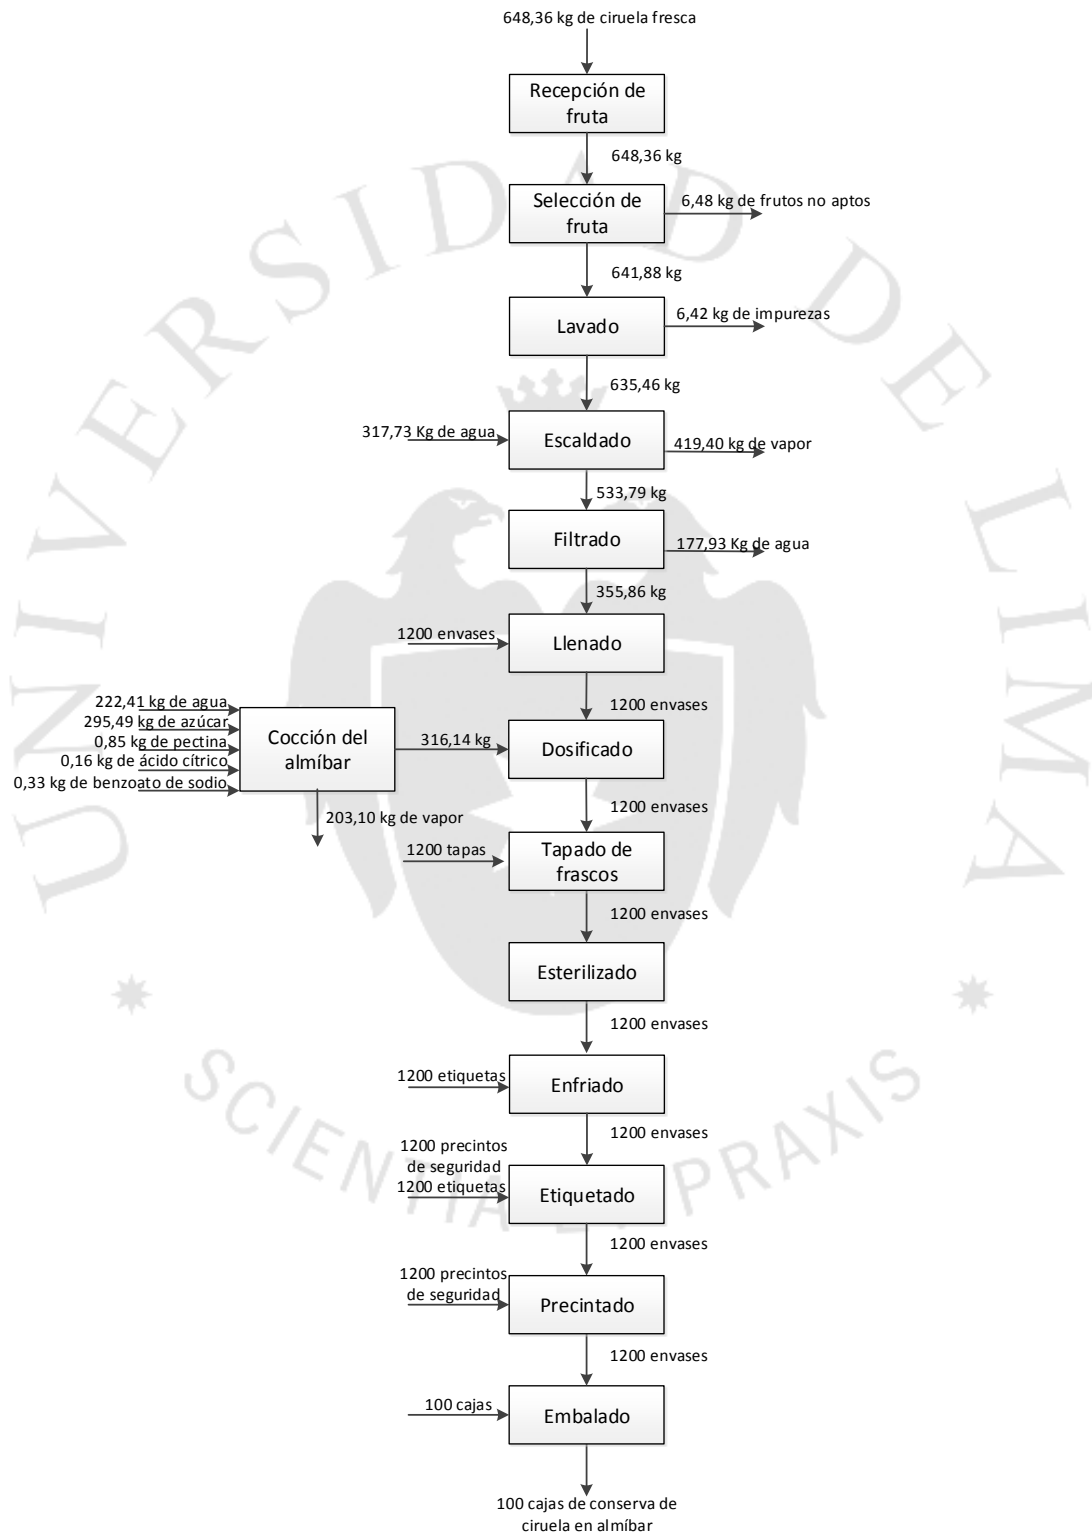 648,36 kg de ciruela fresca
Recepción de
fruta
648,36 kg
Selección de
fruta
6,48 kg de frutos no aptos
641,88 kg
Lavado
6,42 kg de impurezas
635,46 kg
317,73 Kg de agua
Escaldado
419,40 kg de vapor
533,79 kg
Filtrado
177,93 Kg de agua
355,86 kg
1200 envases
Llenado
1200 envases
222,41 kg de agua
295,49 kg de azúcar
0,85 kg de pectina
0,16 kg de ácido cítrico
0,33 kg de benzoato de sodio
Cocción del
almíbar
316,14 kg
Dosificado
203,10 kg de vapor
1200 envases
1200 tapas
Tapado de
frascos
1200 envases
Esterilizado
1200 envases
1200 etiquetas
Enfriado
1200 envases
1200 precintos
de seguridad
1200 etiquetas
Etiquetado
1200 envases
1200 precintos
de seguridad
Precintado
1200 envases
100 cajas
Embalado
100 cajas de conserva de
ciruela en almíbar
UNIVERSIDAD DE LIMA
SCIENTIA ET PRAXIS